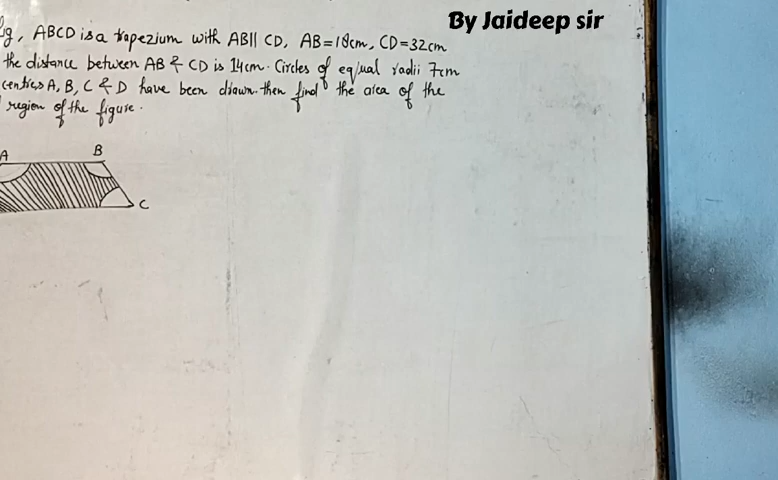 By Jaideep sir
ig, ABCD is a trapezium with AB|| CD, AB=18cm, CD=32cm
the distance between AB & CD is 14cm. Circles of equal radii 7cm
centres A, B, C & D have been drawn. then find the area of the
region of the figure.
A B
C